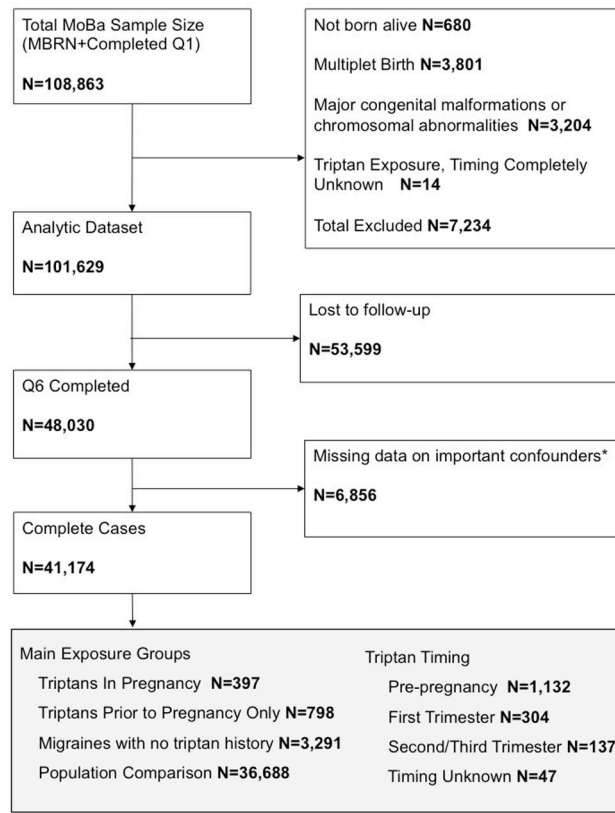 Total MoBa Sample Size
(MBRN+Completed Q1)
N=108,863
Not born alive N=680
Multiplet Birth N=3,801
Major congenital malformations or
chromosomal abnormalities N=3,204
Triptan Exposure, Timing Completely
Unknown N=14
Total Excluded N=7,234
Analytic Dataset
N=101,629
Lost to follow-up
N=53,599
Q6 Completed
N=48,030
Missing data on important confounders*
N=6,856
Complete Cases
N=41,174
Main Exposure Groups
Triptans In Pregnancy N=397
Triptans Prior to Pregnancy Only N=798
Migraines with no triptan history N=3,291
Population Comparison N=36,688
Triptan Timing
Pre-pregnancy N=1,132
First Trimester N=304
Second/Third Trimester N=137
Timing Unknown N=47